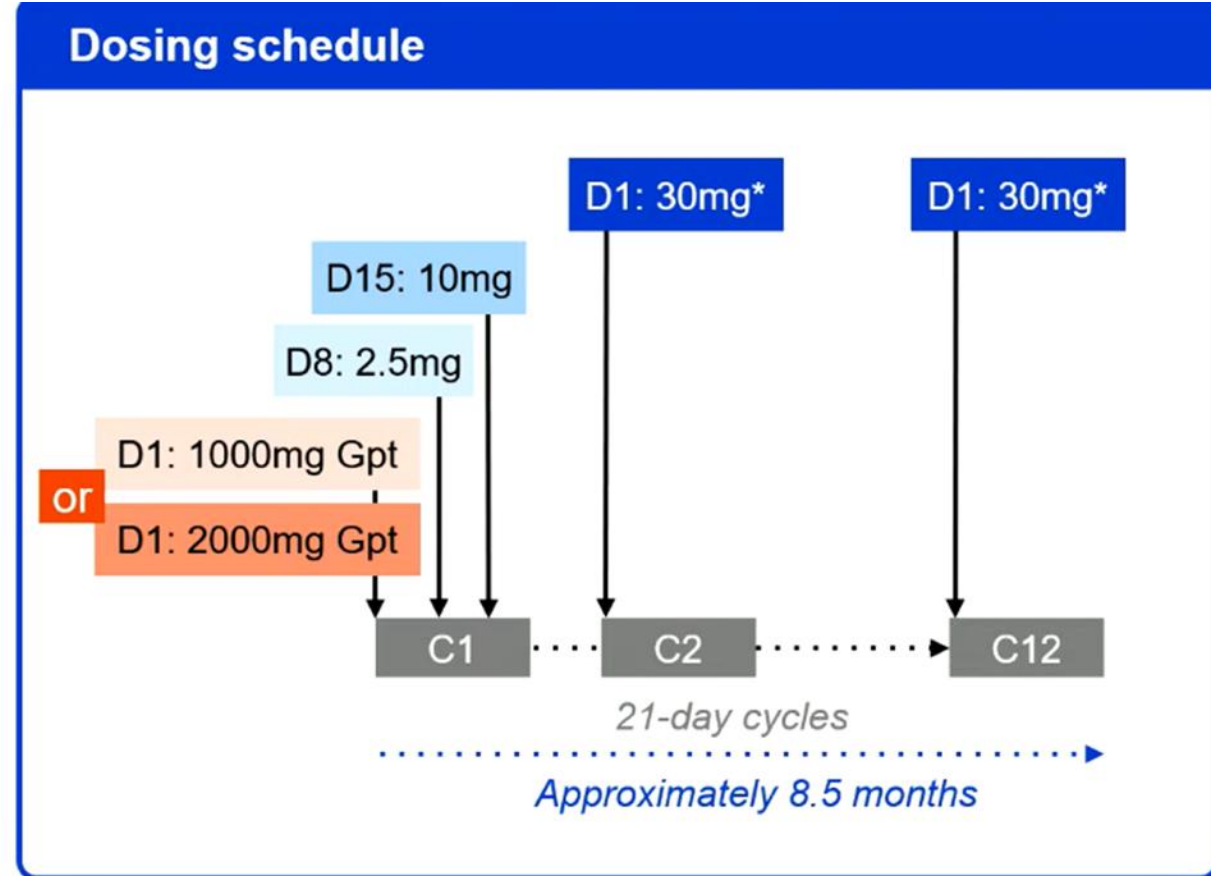 Dosing schedule
D1: 30mg*
D1: 30mg*
D15: 10mg
D8: 2.5mg
D1: 1000mg Gpt
or
D1: 2000mg Gpt
C1
C2
C12
21-day cycles
Approximately 8.5 months